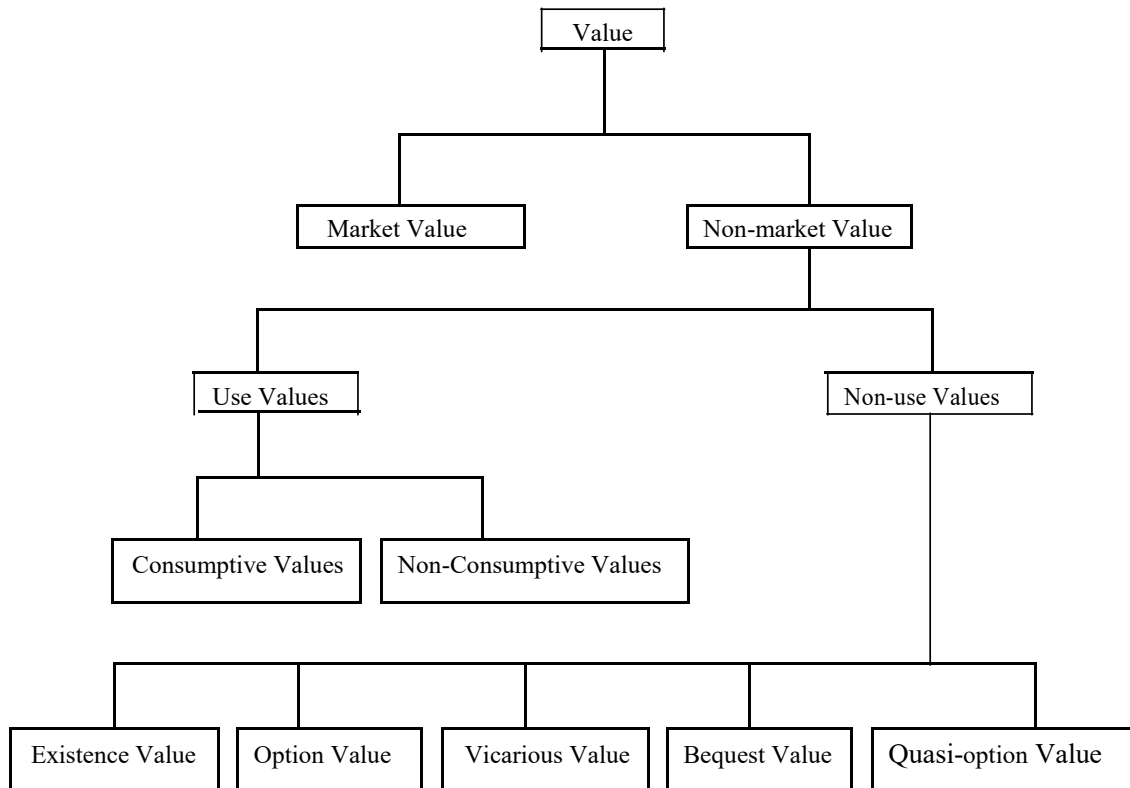 Value
Market Value
Non-market Value
Use Values
Non-use Values
Consumptive Values
Non-Consumptive Values
Existence Value
Option Value
Vicarious Value
Bequest Value
Quasi-option Value